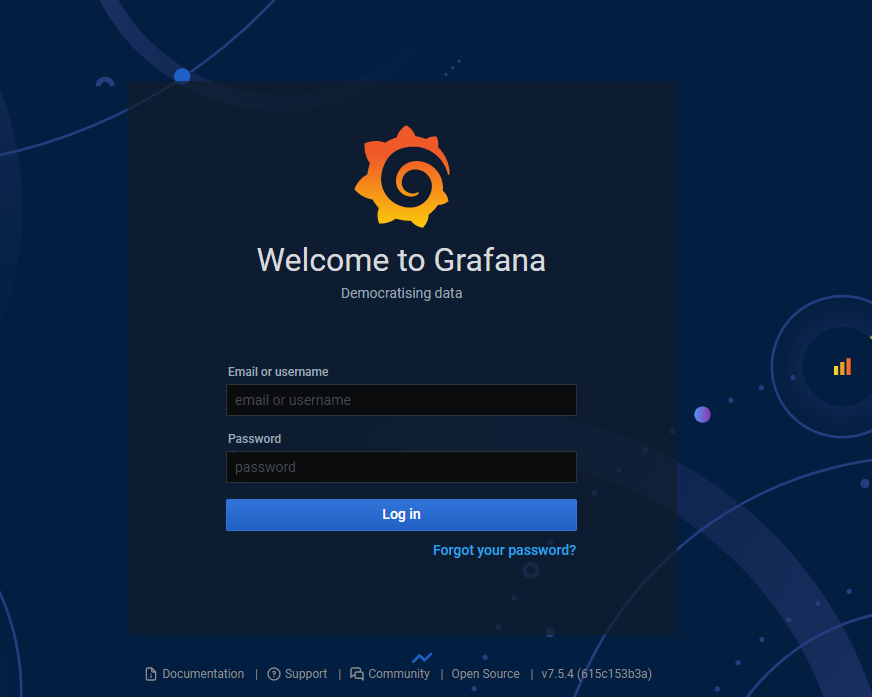 Welcome to Grafana
Democratising data
Email or username
email or username
Password
password
Log in
Forgot your password?
Documentation | Support | Community | Open Source | v7.5.4 (615c153b3a)